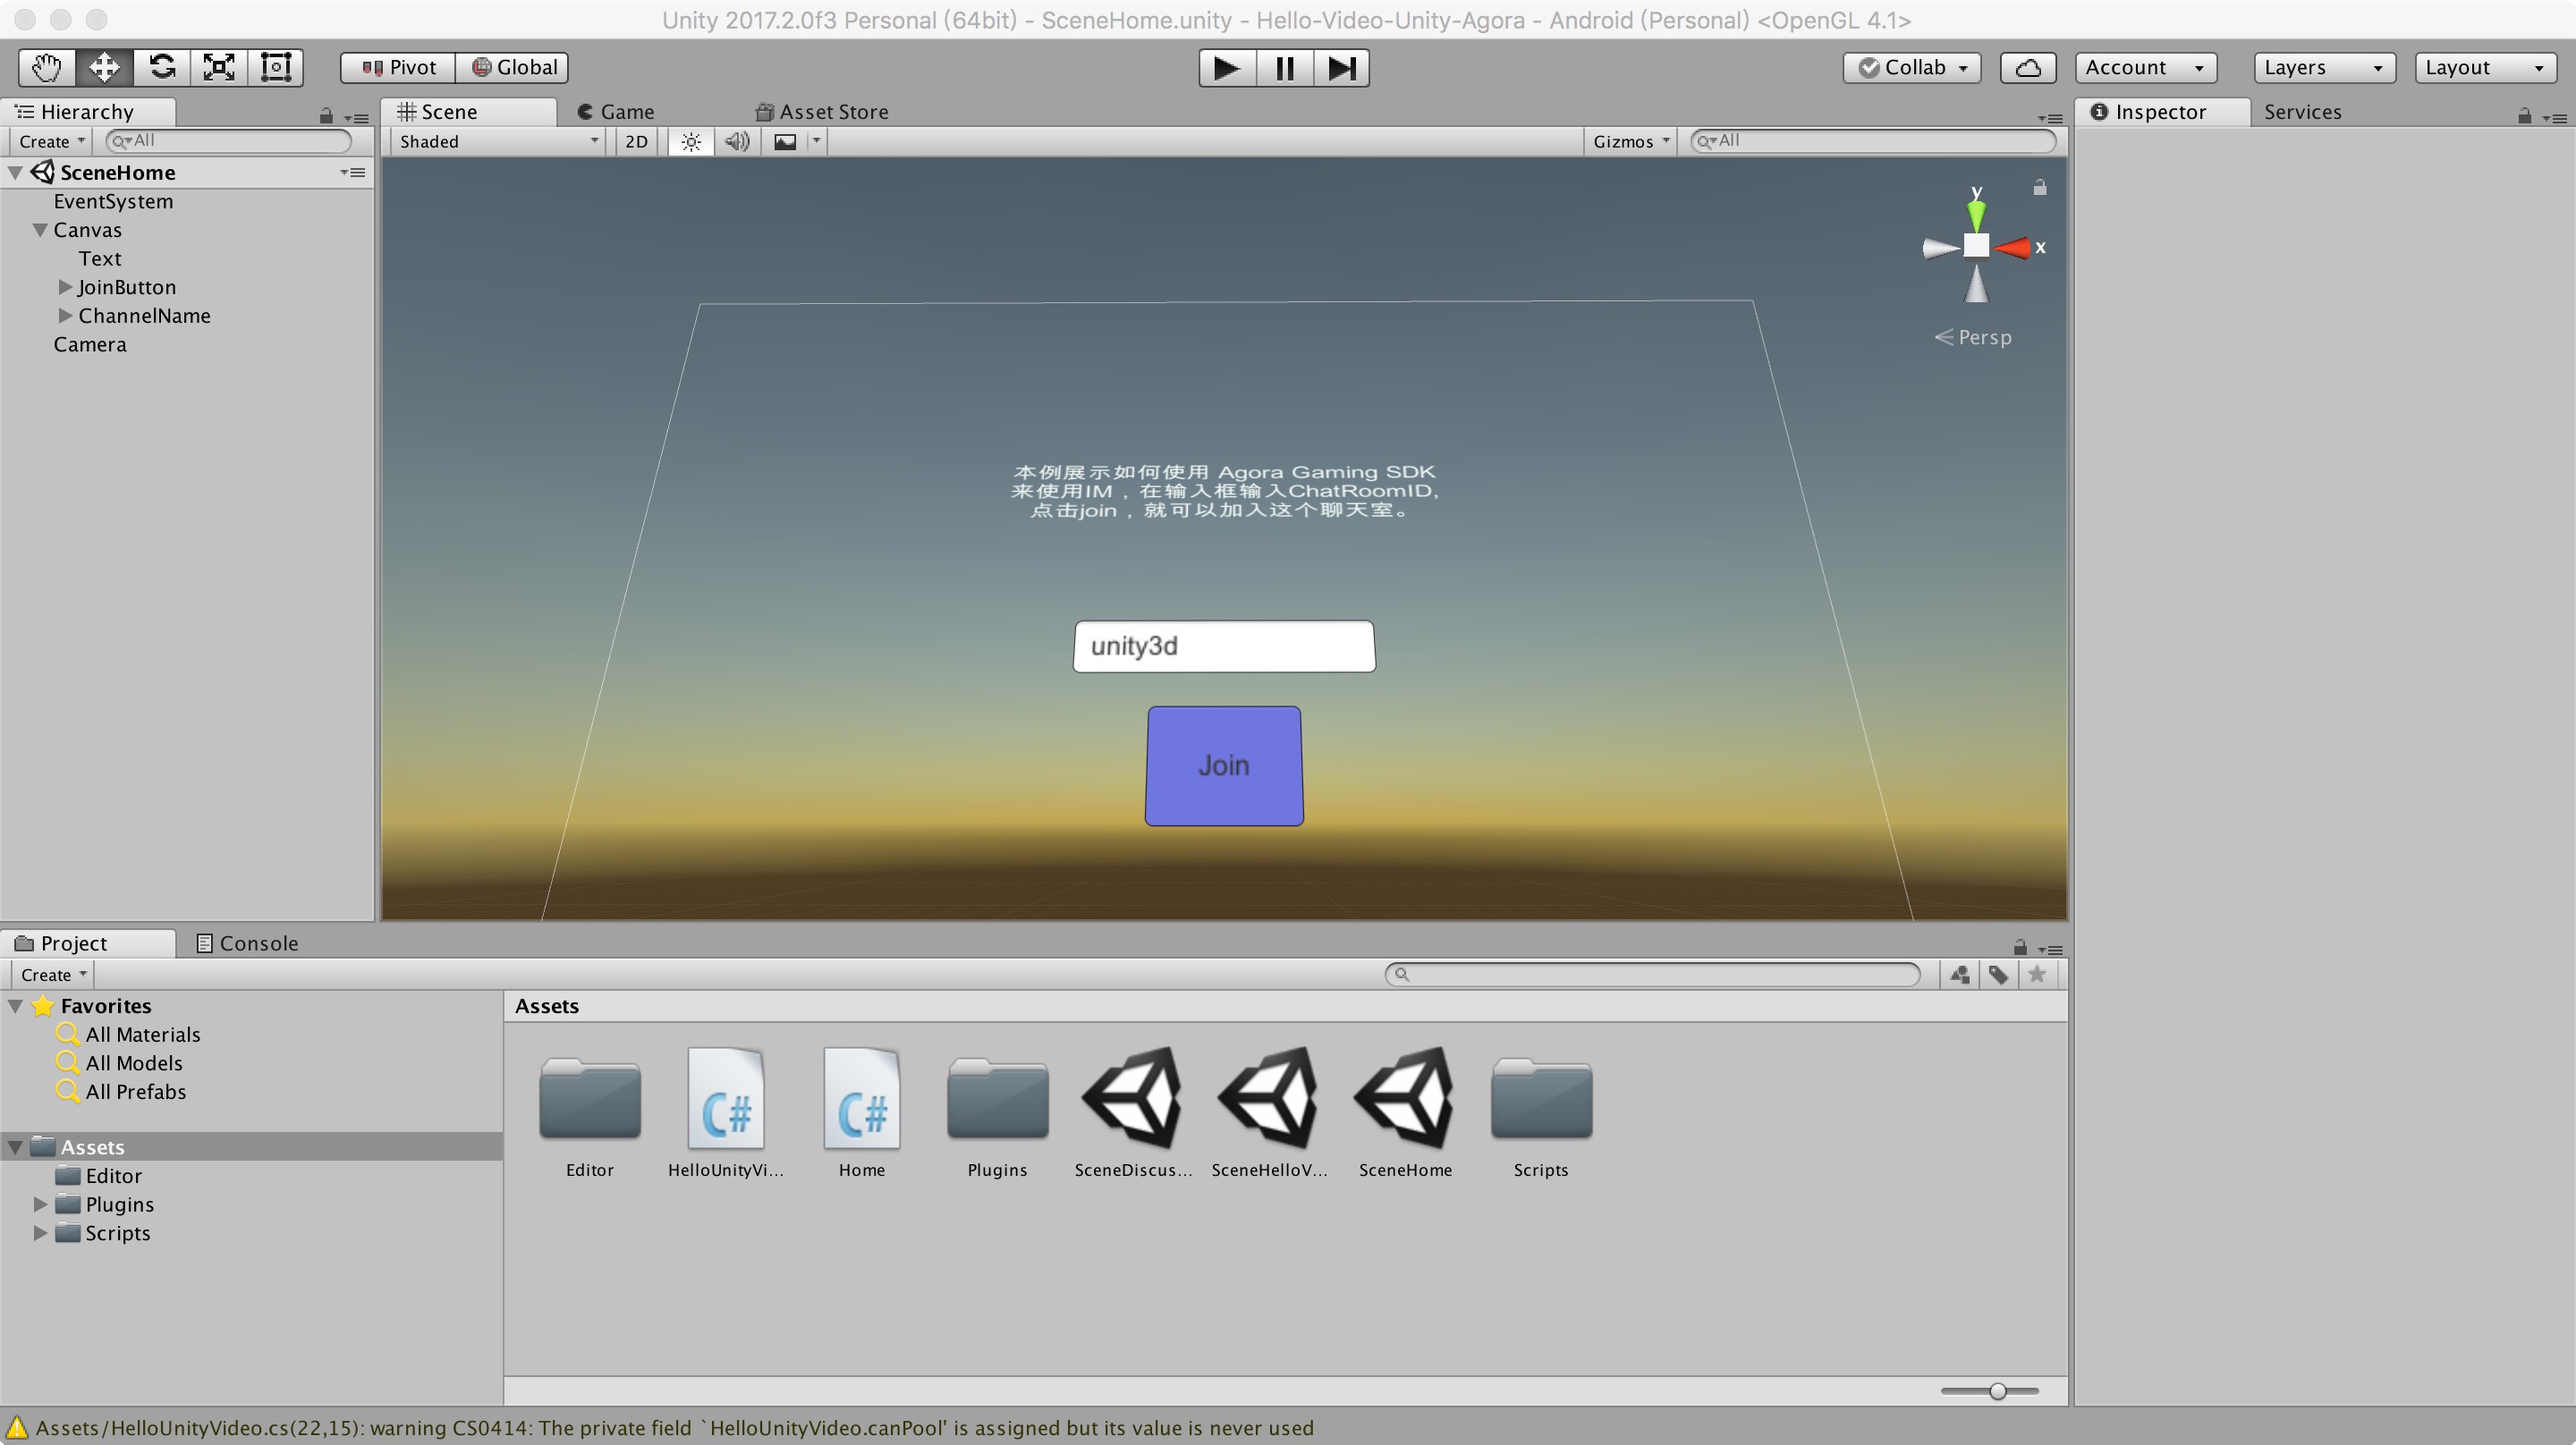 Unity 2017.2.0f3 Personal (64bit) - SceneHome.unity - Hello-Video-Unity-Agora - Android (Personal) <OpenGL 4.1>
Pivot Global Collab Account Layers Layout
Hierarchy
Create All
SceneHome
EventSystem
Canvas
Text
JoinButton
ChannelName
Camera
Scene Game Asset Store
Shaded 2D Gizmos All
y
x
Persp
本例展示如何使用 Agora Gaming SDK
来使用IM，在输入框输入ChatRoomID,
点击join，就可以加入这个聊天室。
unity3d
Join
Inspector Services
Project Console
Create
Favorites
All Materials
All Models
All Prefabs
Assets
Editor
Plugins
Scripts
Assets
C# C#
Editor HelloUnityVi... Home Plugins SceneDiscus... SceneHelloV... SceneHome Scripts
Assets/HelloUnityVideo.cs(22,15): warning CS0414: The private field `HelloUnityVideo.canPool' is assigned but its value is never used